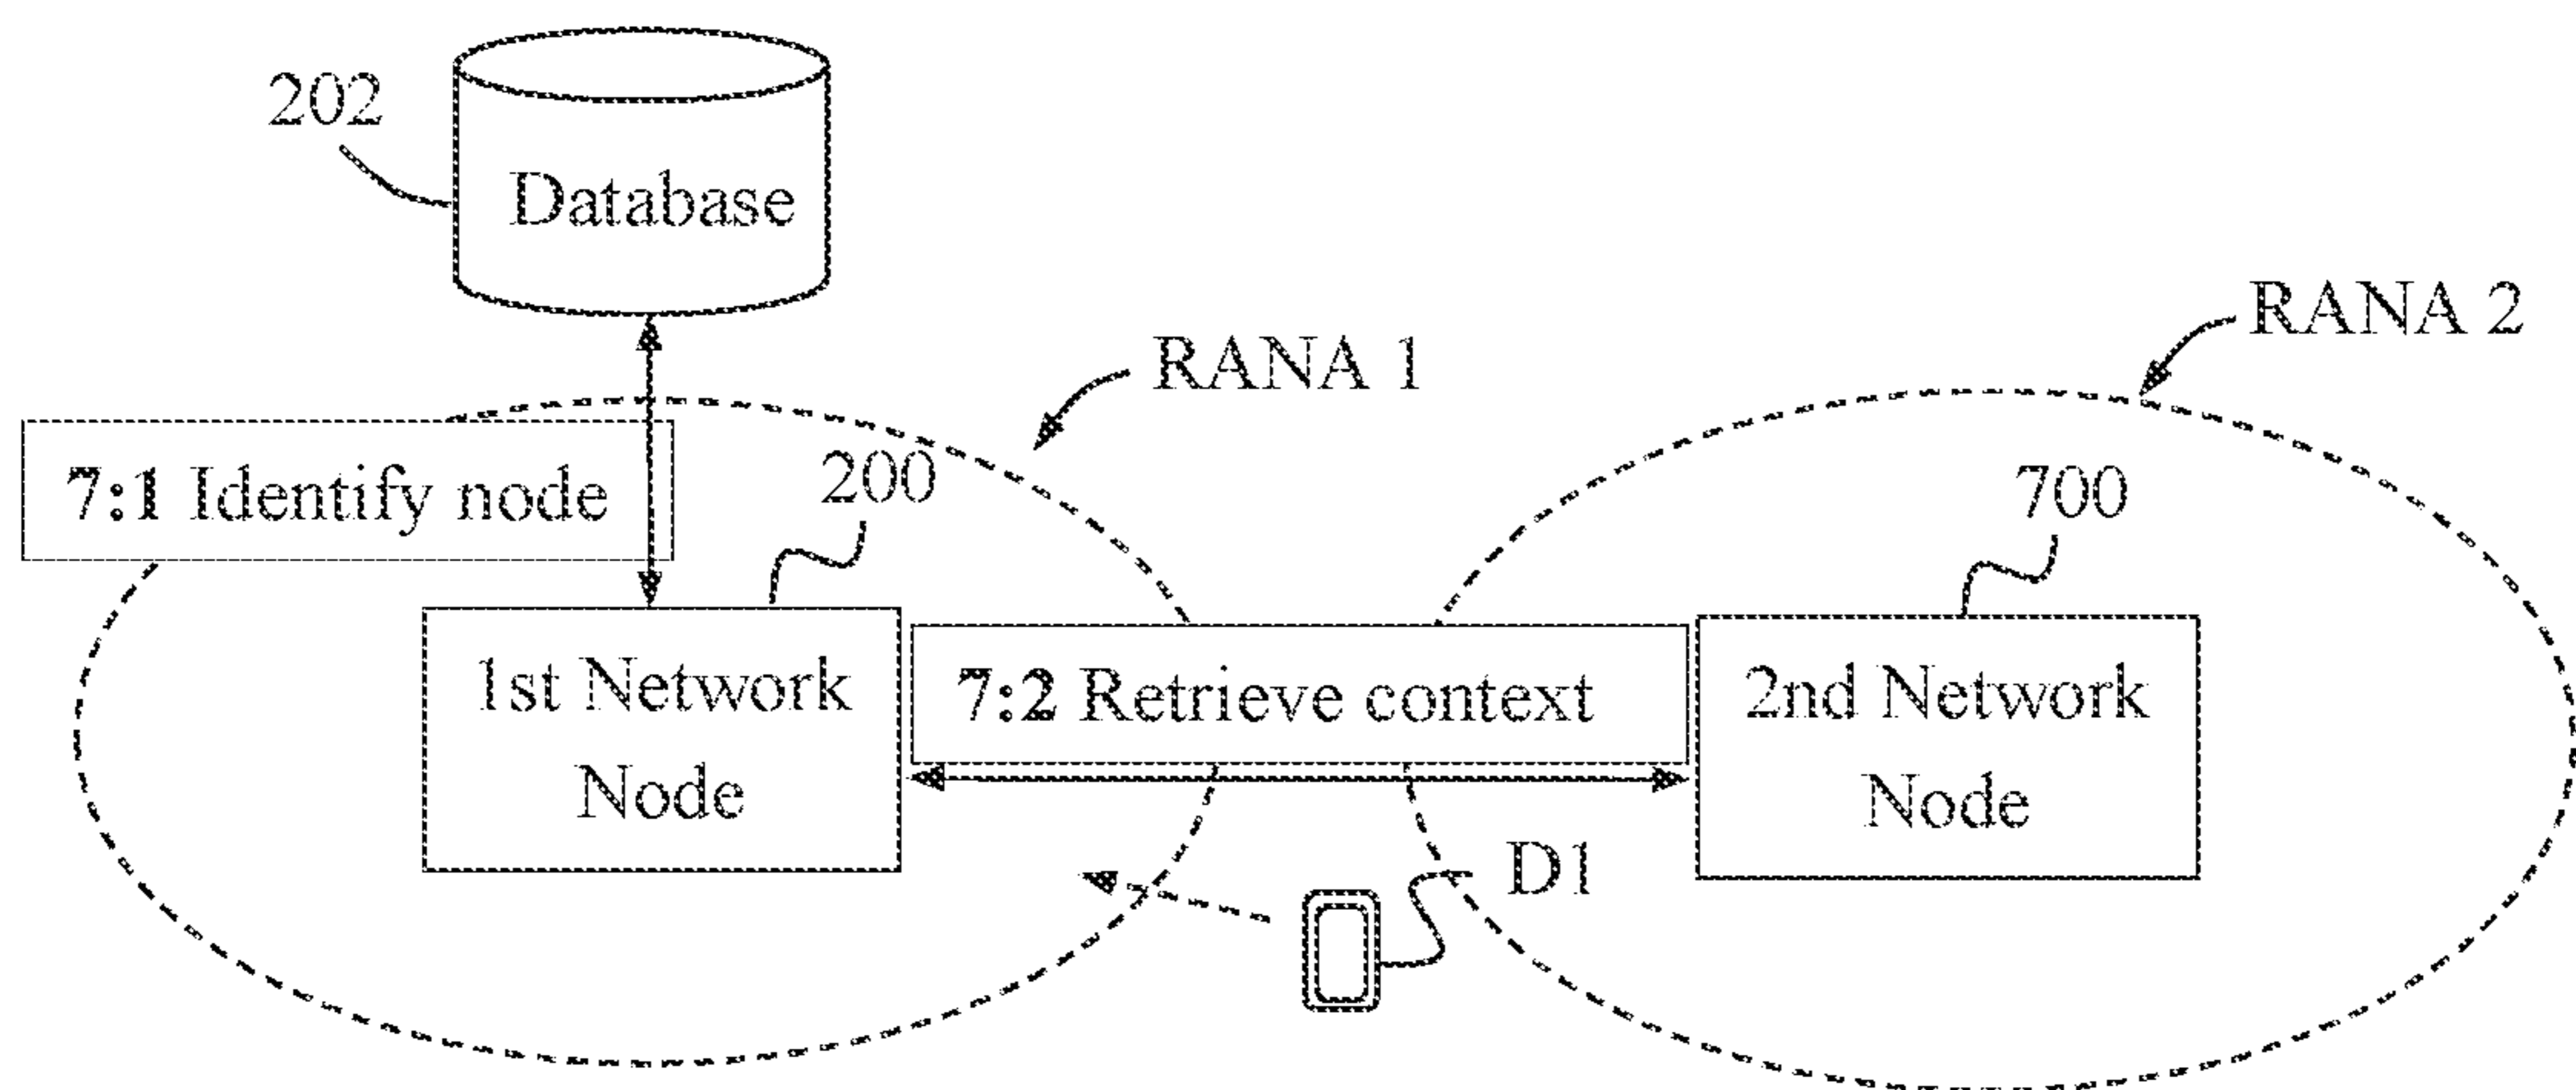 202
Database
RANA 2
RANA 1
7:1 Identify node
200
700
1st Network
Node
7:2 Retrieve context
2nd Network
Node
D1